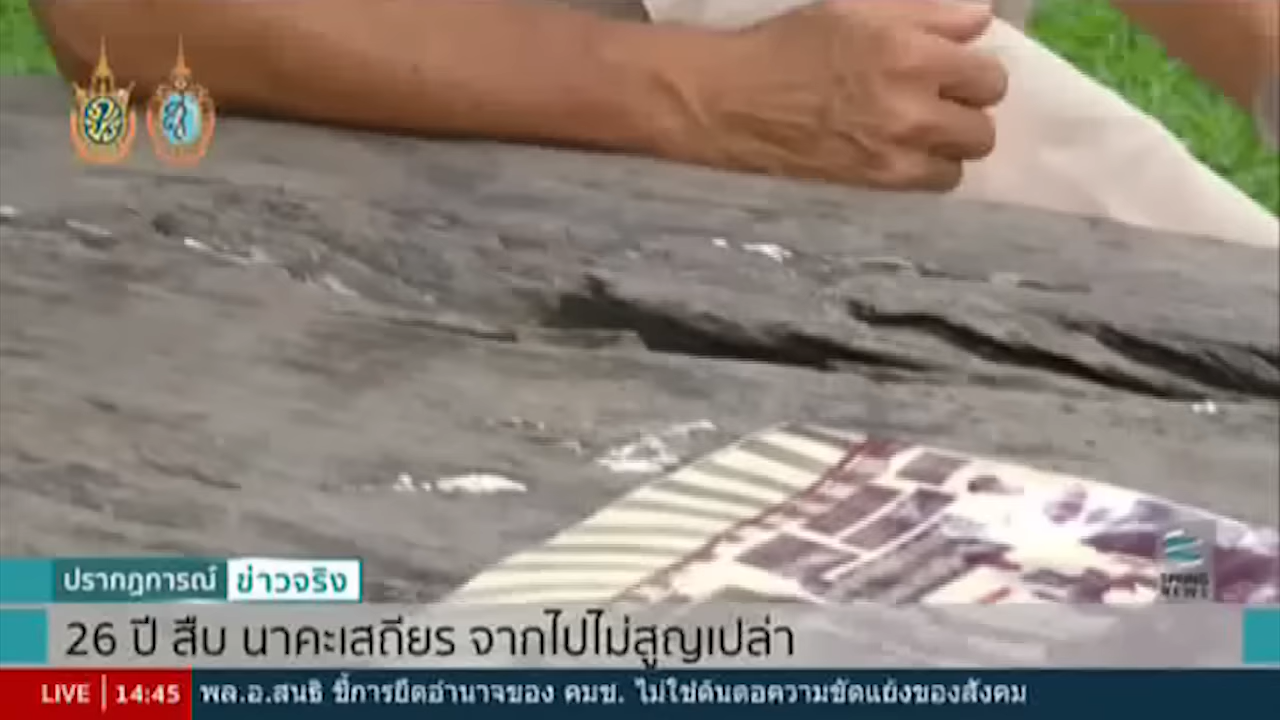 ปรากฏการณ์ ข่าวจริง
SPRING NEWS
26 ปี สืบ นาคะเสถียร จากไปไม่สูญเปล่า
LIVE 14:45 พล.อ.สนธิ ชี้การยึดอำนาจของ คมช. ไม่ใช่ต้นตอความขัดแย้งของสังคม